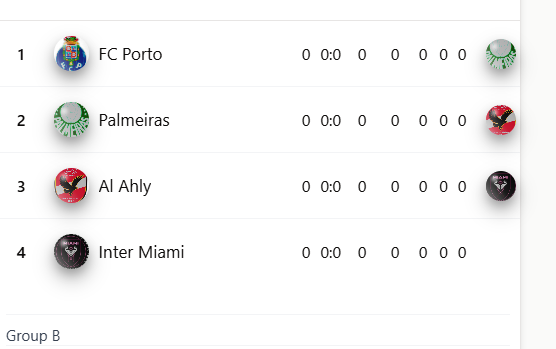 1 FC Porto 0 0:0 0 0 0 0 0
2 Palmeiras 0 0:0 0 0 0 0 0
3 Al Ahly 0 0:0 0 0 0 0 0
4 Inter Miami 0 0:0 0 0 0 0 0
Group B